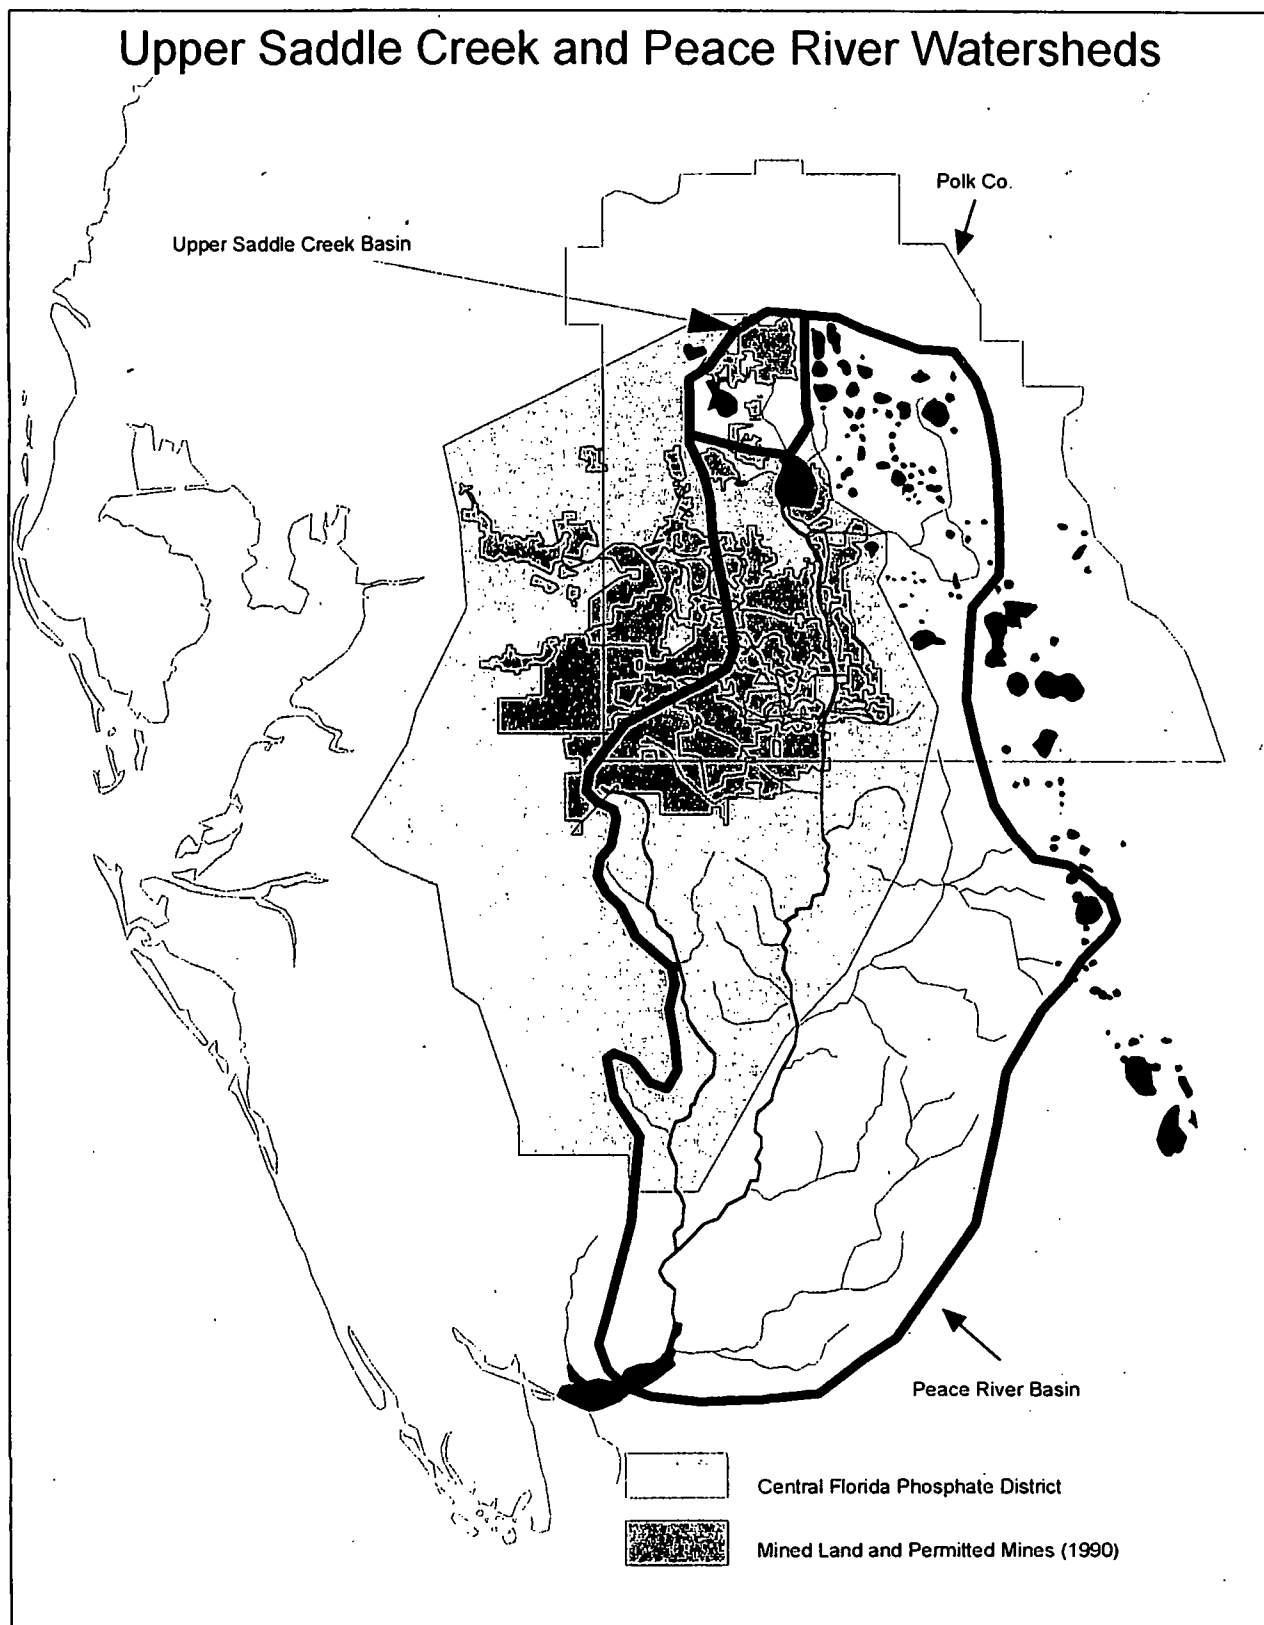 Upper Saddle Creek and Peace River Watersheds
Polk Co.
Upper Saddle Creek Basin
Peace River Basin
Central Florida Phosphate District
Mined Land and Permitted Mines (1990)